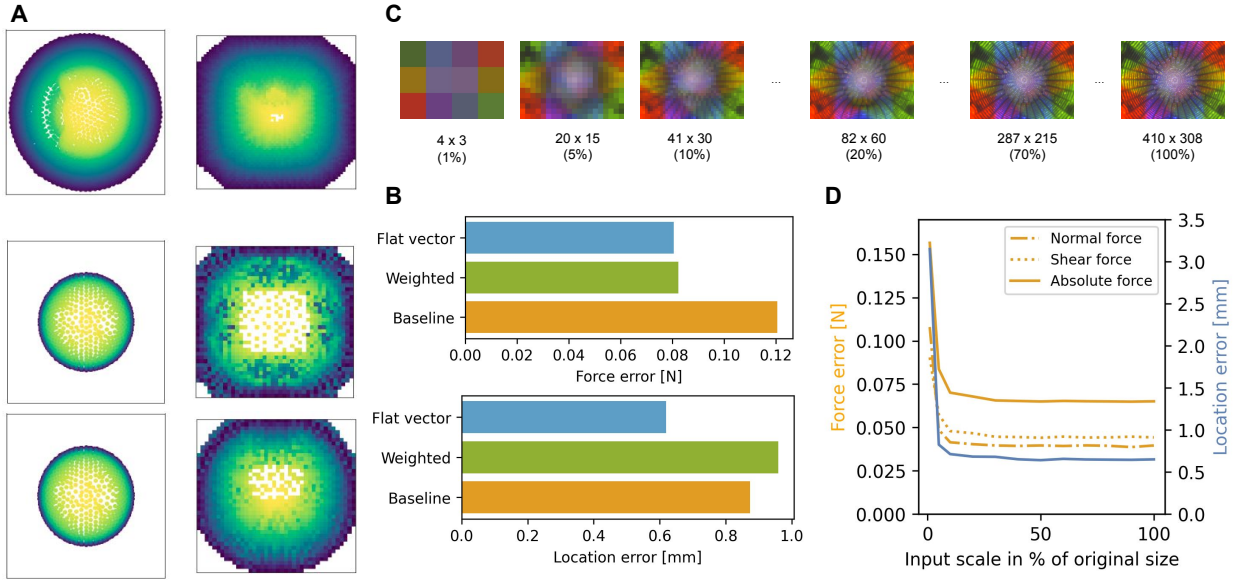 A
C
4 x 3
(1%)
20 x 15
(5%)
41 x 30
(10%)
...
82 x 60
(20%)
...
287 x 215
(70%)
...
410 x 308
(100%)
B
Flat vector
Weighted
Baseline
0.00 0.02 0.04 0.06 0.08 0.10 0.12
Force error [N]
Flat vector
Weighted
Baseline
0.0 0.2 0.4 0.6 0.8 1.0
Location error [mm]
D
Force error [N]
0.150
0.125
0.100
0.075
0.050
0.025
0.000
Normal force
Shear force
Absolute force
3.5
3.0
2.5
2.0
1.5
1.0
0.5
0.0
Location error [mm]
0 50 100
Input scale in % of original size